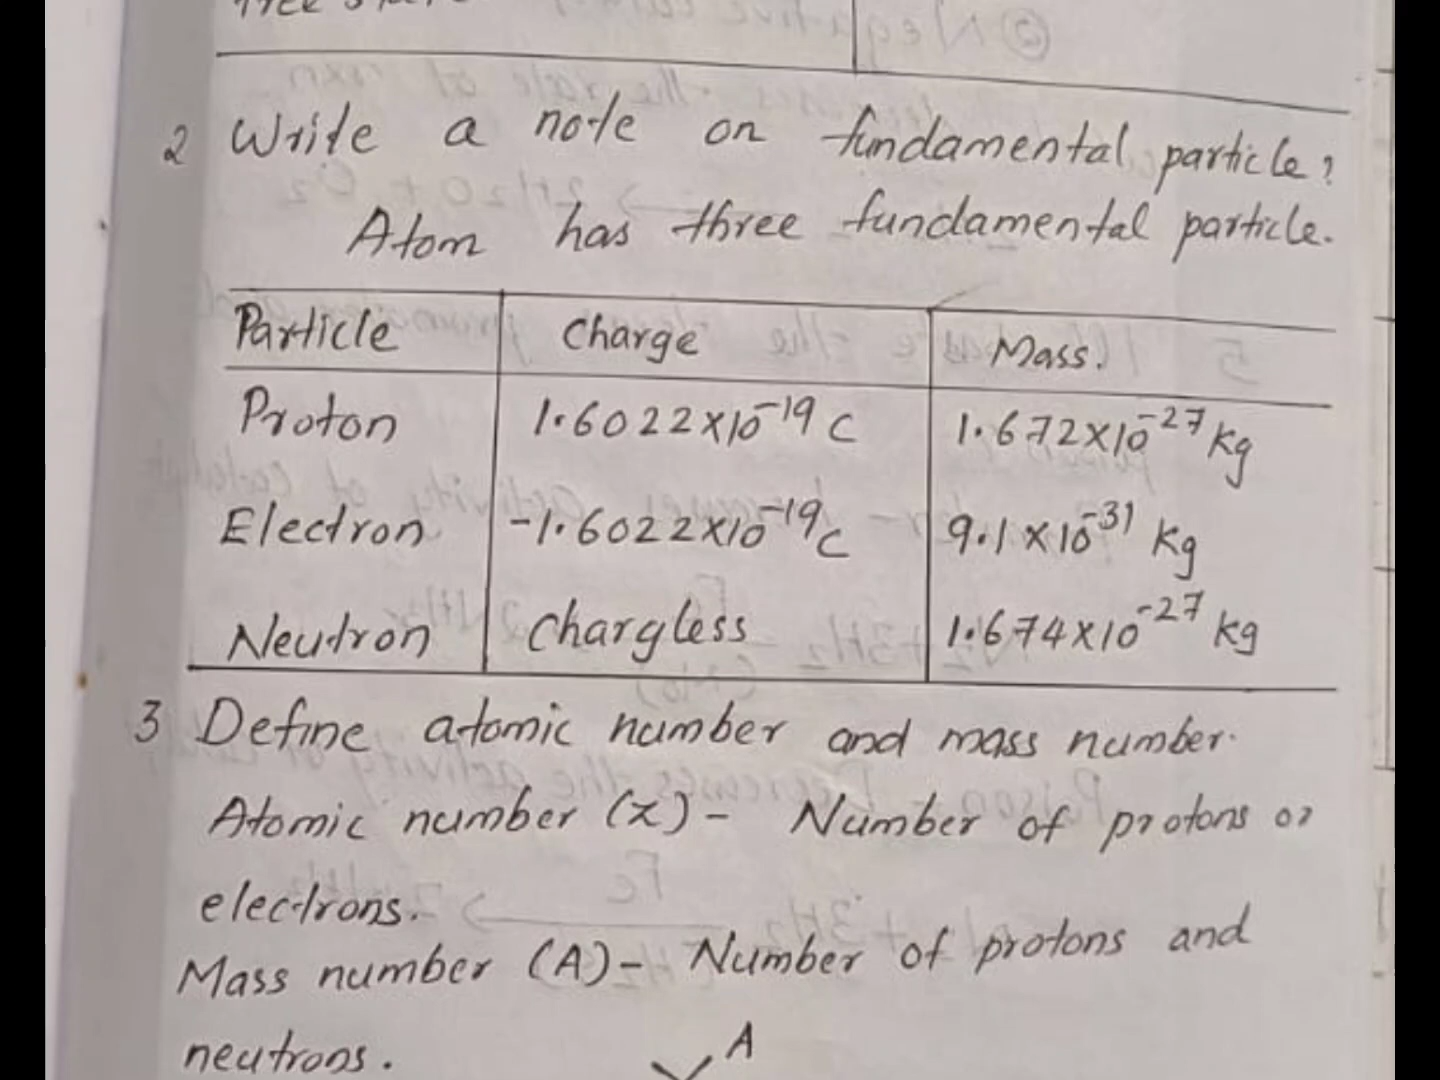 2 Write a note on fundamental particle?
Atom has three fundamental particle.
Particle Charge Mass.
Proton 1.6022×10⁻¹⁹ C 1.672×10⁻²⁷ kg
Electron -1.6022×10⁻¹⁹ C 9.1×10⁻³¹ kg
Neutron Chargless 1.674×10⁻²⁷ kg
3 Define atomic number and mass number.
Atomic number (Z) - Number of protons or
electrons.
Mass number (A) - Number of protons and
neutrons.
A